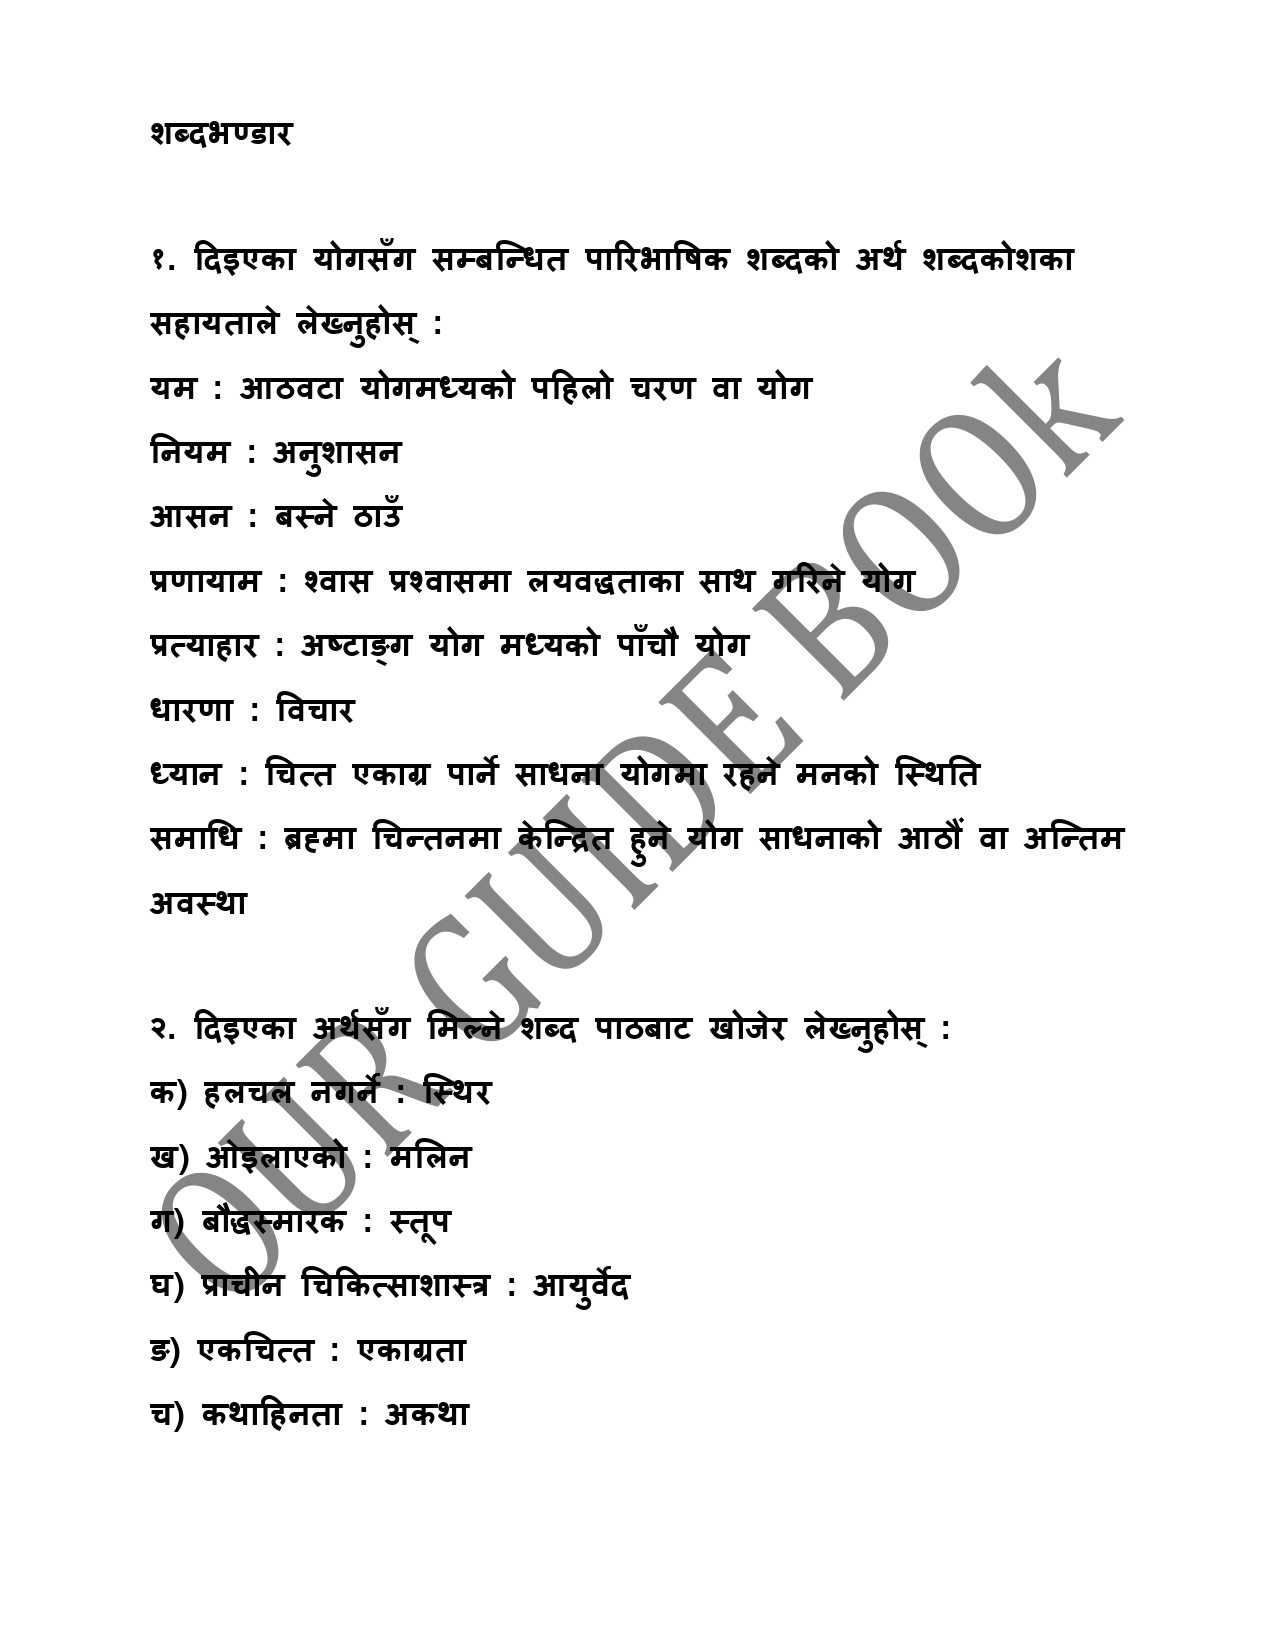 शब्दभण्डार
१. दिइएका योगसँग सम्बन्धित पारिभाषिक शब्दको अर्थ शब्दकोशका
सहायताले लेख्नुहोस् :
यम : आठवटा योगमध्यको पहिलो चरण वा योग
नियम : अनुशासन
आसन : बस्ने ठाउँ
प्रणायाम : श्वास प्रश्वासमा लयवद्धताका साथ गरिने योग
प्रत्याहार : अष्टाङ्ग योग मध्यको पाँचौ योग
धारणा : विचार
ध्यान : चित्त एकाग्र पार्ने साधना योगमा रहने मनको स्थिति
समाधि : ब्रह्मा चिन्तनमा केन्द्रित हुने योग साधनाको आठौं वा अन्तिम
अवस्था
२. दिइएका अर्थसँग मिल्ने शब्द पाठबाट खोजेर लेख्नुहोस् :
क) हलचल नगर्ने : स्थिर
ख) ओइलाएको : मलिन
ग) बौद्धस्मारक : स्तूप
घ) प्राचीन चिकित्साशास्त्र : आयुर्वेद
ङ) एकचित्त : एकाग्रता
च) कथाहिनता : अकथा
OUR GUIDE BOOk